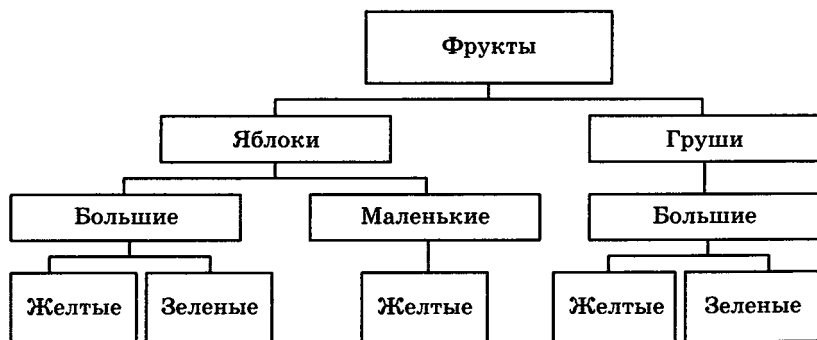 Фрукты
Яблоки
Груши
Большие
Маленькие
Большие
Желтые
Зеленые
Желтые
Желтые
Зеленые